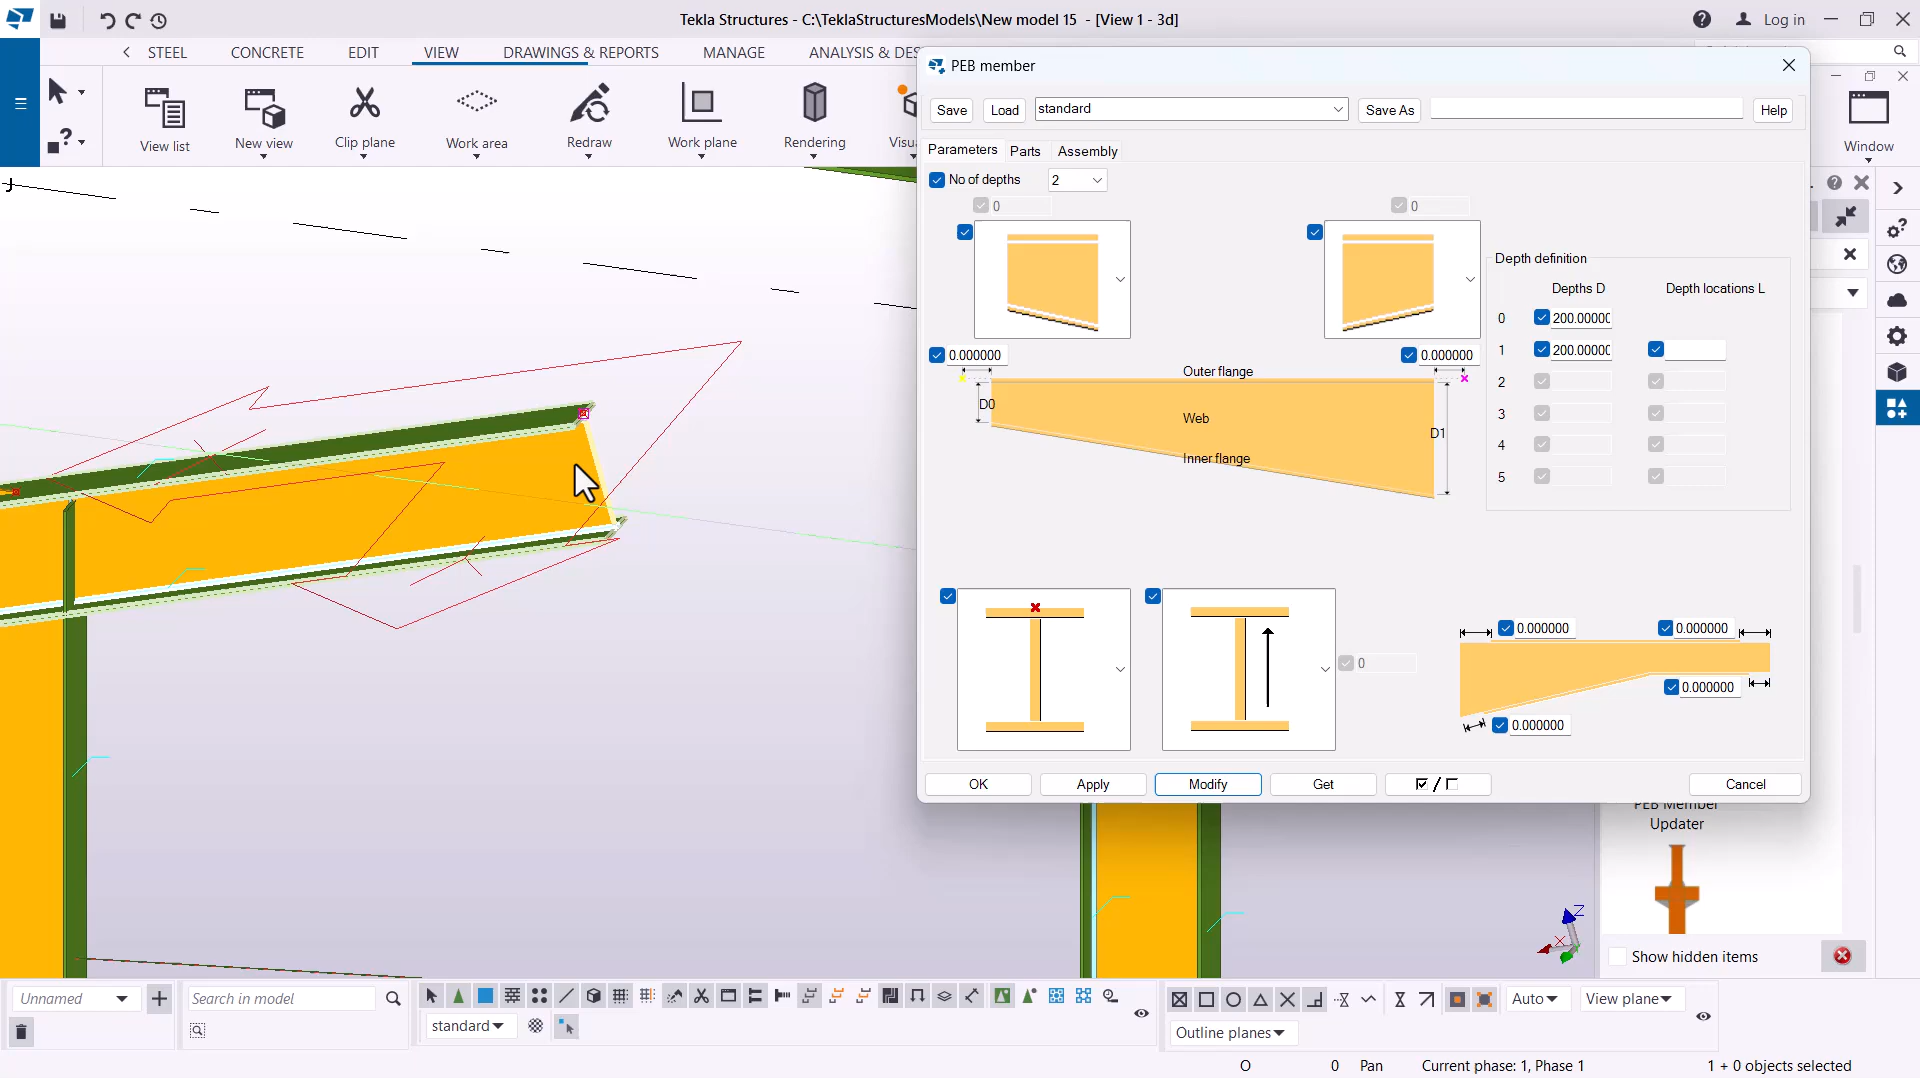 Tekla Structures - C:\TeklaStructuresModels\New model 15 - [View 1 - 3d]
Log in
STEEL
CONCRETE
EDIT
VIEW
DRAWINGS & REPORTS
MANAGE
ANALYSIS & DES
View list
New view
Clip plane
Work area
Redraw
Work plane
Rendering
Visu
Window
PEB member
Save
Load
standard
Save As
Help
Parameters
Parts
Assembly
No of depths
2
0
0
Depth definition
Depths D
Depth locations L
0
200.00000
1
200.00000
2
3
4
5
0.000000
0.000000
Outer flange
D0
Web
D1
Inner flange
0
0.000000
0.000000
0.000000
0.000000
OK
Apply
Modify
Get
/
Cancel
J
PEB Member
Updater
Z
X
Show hidden items
Unnamed
Search in model
standard
Auto
View plane
Outline planes
O
0
Pan
Current phase: 1, Phase 1
1 + 0 objects selected